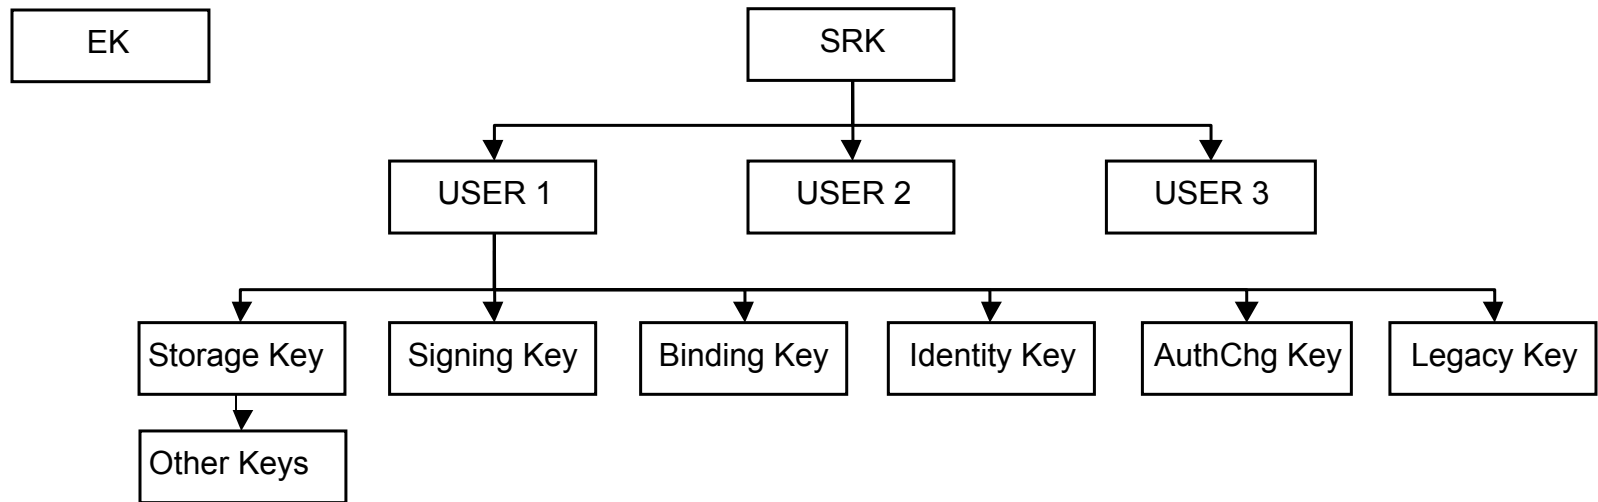 EK
SRK
USER 1
USER 2
USER 3
Storage Key
Signing Key
Binding Key
Identity Key
AuthChg Key
Legacy Key
Other Keys